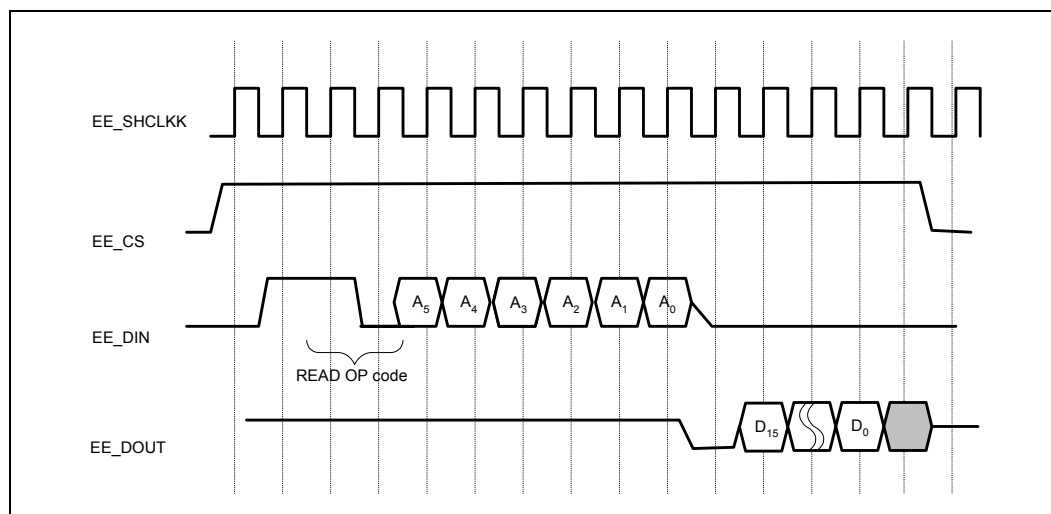 EE_SHCLKK
EE_CS
A5 A4 A3 A2 A1 A0
EE_DIN
READ OP code
D15 D0
EE_DOUT